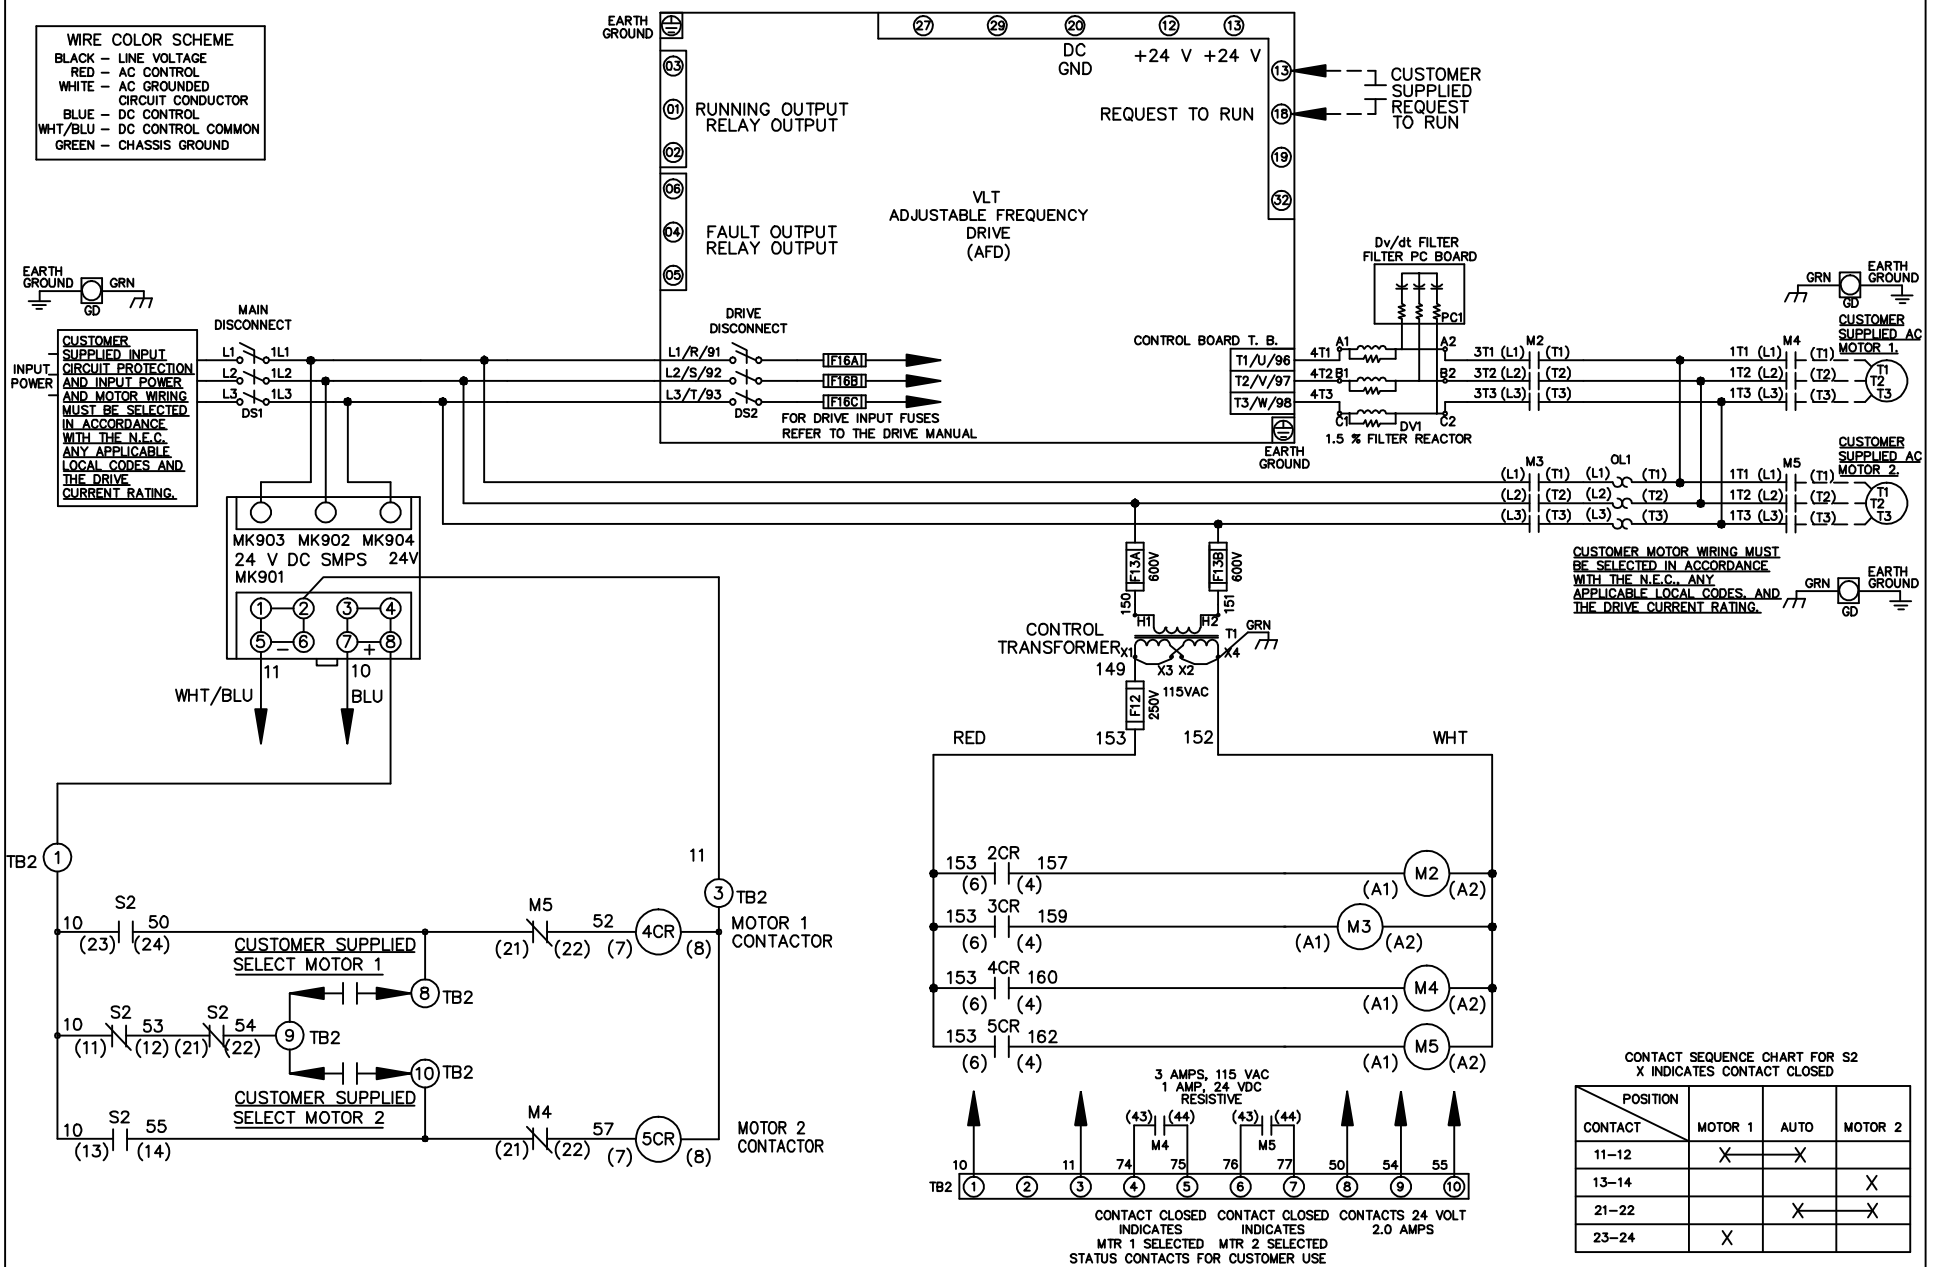 WIRE COLOR SCHEME
BLACK – LINE VOLTAGE
RED – AC CONTROL
WHITE – AC GROUNDED
CIRCUIT CONDUCTOR
BLUE – DC CONTROL
WHT/BLU – DC CONTROL COMMON
GREEN – CHASSIS GROUND
EARTH
GROUND
27 29 20 12 13
DC
GND
+24 V +24 V
03
01
02
RUNNING OUTPUT
RELAY OUTPUT
06
04
05
FAULT OUTPUT
RELAY OUTPUT
13
18
19
32
REQUEST TO RUN
CUSTOMER
SUPPLIED
REQUEST
TO RUN
VLT
ADJUSTABLE FREQUENCY
DRIVE
(AFD)
EARTH
GROUND
GRN
GD
MAIN
DISCONNECT
INPUT
POWER
CUSTOMER
SUPPLIED INPUT
CIRCUIT PROTECTION
AND INPUT POWER
AND MOTOR WIRING
MUST BE SELECTED
IN ACCORDANCE
WITH THE N.E.C.
ANY APPLICABLE
LOCAL CODES AND
THE DRIVE
CURRENT RATING.
L1 1L1
L2 1L2
L3 1L3
DS1
DRIVE
DISCONNECT
L1/R/91 F16A
L2/S/92 F16B
L3/T/93 F16C
DS2
FOR DRIVE INPUT FUSES
REFER TO THE DRIVE MANUAL
CONTROL BOARD T. B.
T1/U/96
T2/V/97
T3/W/98
EARTH
GROUND
Dv/dt FILTER
FILTER PC BOARD
PC1
4T1 A1 A2
4T2 B1 B2
4T3 C1 C2
DV1
1.5 % FILTER REACTOR
M2
3T1 (L1) (T1)
3T2 (L2) (T2)
3T3 (L3) (T3)
M4
1T1 (L1) (T1)
1T2 (L2) (T2)
1T3 (L3) (T3)
T1
T2
T3
GRN
EARTH
GROUND
GD
CUSTOMER
SUPPLIED AC
MOTOR 1.
M3 OL1
(L1) (T1) (L1) (T1)
(L2) (T2) (L2) (T2)
(L3) (T3) (L3) (T3)
M5
1T1 (L1) (T1)
1T2 (L2) (T2)
1T3 (L3) (T3)
T1
T2
T3
CUSTOMER
SUPPLIED AC
MOTOR 2.
CUSTOMER MOTOR WIRING MUST
BE SELECTED IN ACCORDANCE
WITH THE N.E.C., ANY
APPLICABLE LOCAL CODES, AND
THE DRIVE CURRENT RATING.
GRN
EARTH
GROUND
GD
MK903 MK902 MK904
24 V DC SMPS 24V
MK901
1 2 3 4
5 – 6 7 + 8
11 10
WHT/BLU BLU
F13A 600V
F13B 600V
150 151
H1 H2
CONTROL
TRANSFORMER
T1 GRN
X1 X3 X2 X4
149
F12 250V
115VAC
153 152
RED WHT
TB2 1
11
3 TB2
10 S2 50
(23) (24)
M5
(21) (22)
52
(7) 4CR (8)
MOTOR 1
CONTACTOR
CUSTOMER SUPPLIED
SELECT MOTOR 1
8 TB2
10 S2 53 S2 54
(11) (12) (21) (22)
9 TB2
10 TB2
CUSTOMER SUPPLIED
SELECT MOTOR 2
10 S2 55
(13) (14)
M4
(21) (22)
57
(7) 5CR (8)
MOTOR 2
CONTACTOR
153 2CR 157
(6) (4) (A1) M2 (A2)
153 3CR 159
(6) (4) (A1) M3 (A2)
153 4CR 160
(6) (4) (A1) M4 (A2)
153 5CR 162
(6) (4) (A1) M5 (A2)
3 AMPS, 115 VAC
1 AMP, 24 VDC
RESISTIVE
(43) (44) (43) (44)
M4 M5
10 11 74 75 76 77 50 54 55
TB2 1 2 3 4 5 6 7 8 9 10
CONTACT CLOSED
INDICATES
MTR 1 SELECTED
CONTACT CLOSED
INDICATES
MTR 2 SELECTED
CONTACTS 24 VOLT
2.0 AMPS
STATUS CONTACTS FOR CUSTOMER USE
CONTACT SEQUENCE CHART FOR S2
X INDICATES CONTACT CLOSED
POSITION
CONTACT MOTOR 1 AUTO MOTOR 2
11–12 X X
13–14 X
21–22 X X
23–24 X